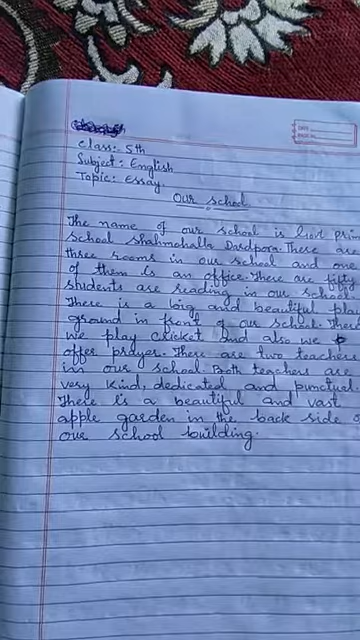 Class: 5th
Subject: English
Topic: Essay.
Our school
The name of our school is Govt prim
School Shahmohalla Dardpora. There are
three rooms in our school and one
of them is an office. There are fifty
students are reading in our school.
There is a big and beautiful play
ground in front of our school. There
we play cricket and also we
offer prayer. There are two teachers
in our school. Both teachers are
very kind, dedicated and punctual.
There is a beautiful and vast
apple garden in the back side o
our school building.